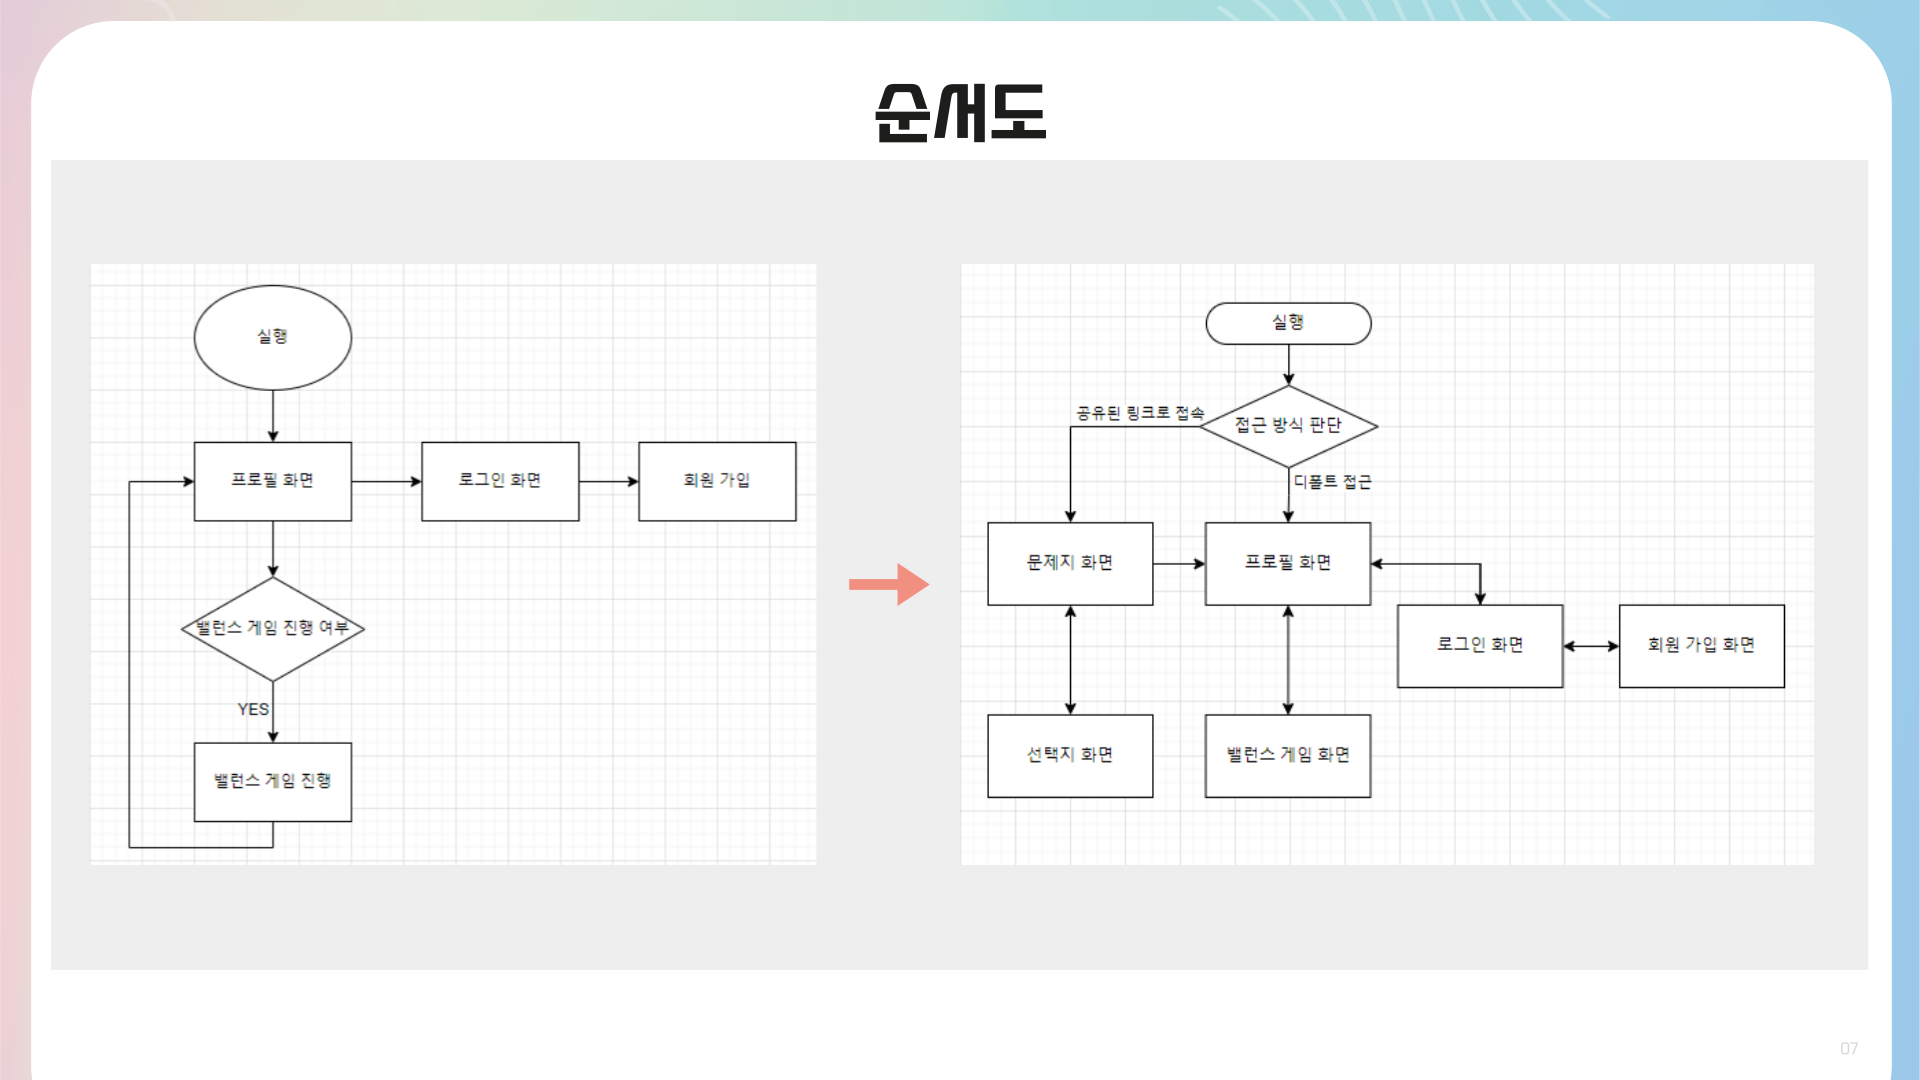 순서도
실행
프로필 화면
로그인 화면
회원 가입
밸런스 게임 진행 여부
YES
밸런스 게임 진행
실행
접근 방식 판단
공유된 링크로 접속
디폴트 접근
문제지 화면
프로필 화면
로그인 화면
회원 가입 화면
선택지 화면
밸런스 게임 화면
07